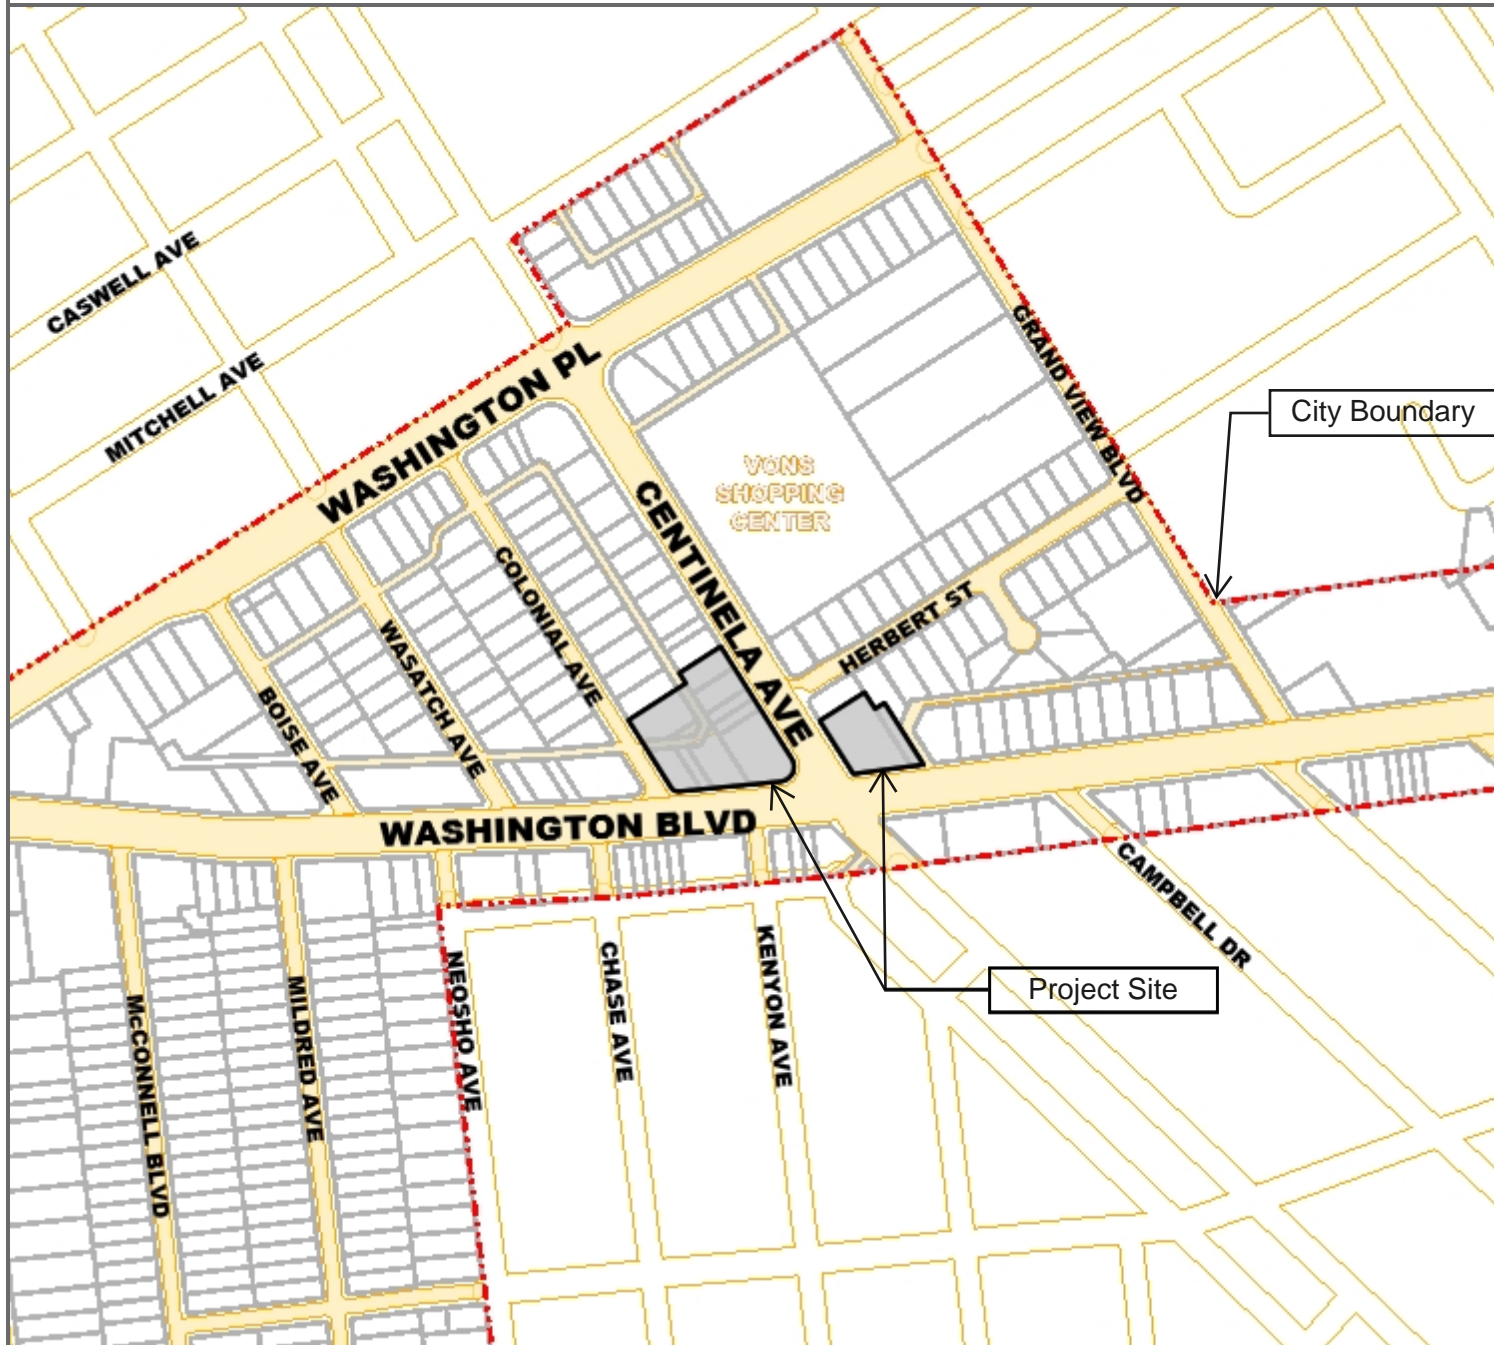 CASWELL AVE
MITCHELL AVE
WASHINGTON PL
GRAND VIEW BLVD
City Boundary
VONS
SHOPPING
CENTER
CENTINELA AVE
COLONIAL AVE
HERBERT ST
WASATCH AVE
BOISE AVE
WASHINGTON BLVD
CAMPBELL DR
KENYON AVE
CHASE AVE
NEOSHO AVE
Project Site
MILDRED AVE
McCONNELL BLVD